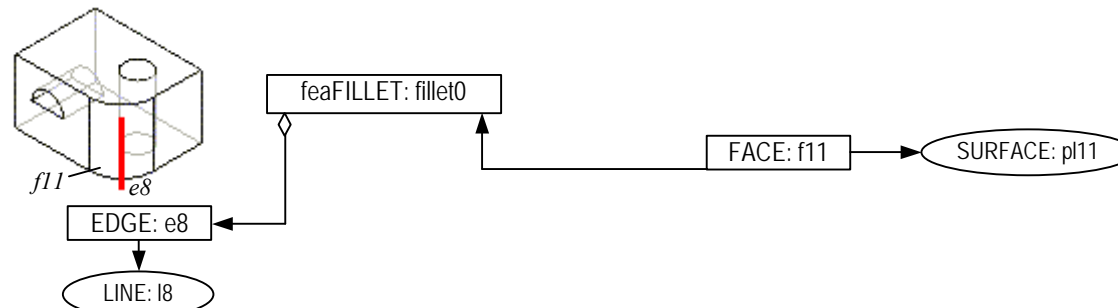 feaFILLET: fillet0
FACE: f11
SURFACE: pl11
f11
e8
EDGE: e8
LINE: l8